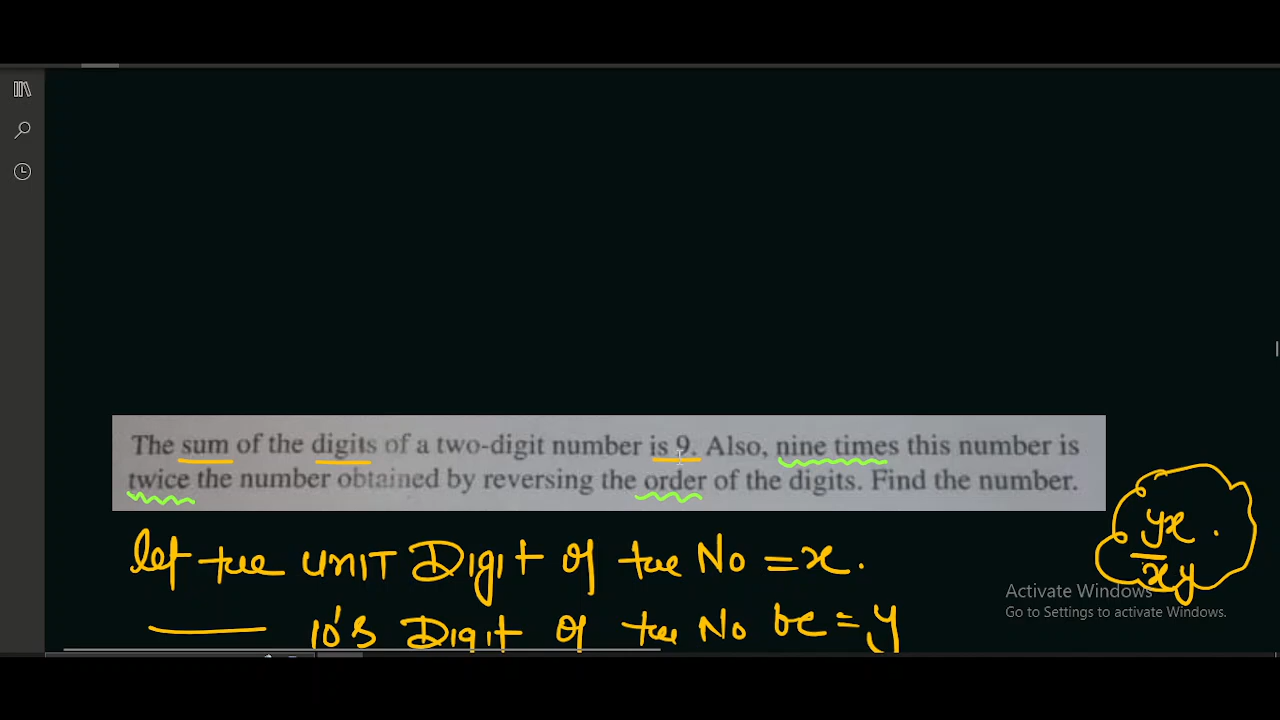 The sum of the digits of a two-digit number is 9. Also, nine times this number is
twice the number obtained by reversing the order of the digits. Find the number.
let the UNIT Digit of the No = x.
10's Digit of the No be = y
yx .
xy
Activate Windows
Go to Settings to activate Windows.